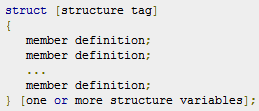 struct [structure tag]
{
member definition;
member definition;
...
member definition;
} [one or more structure variables];